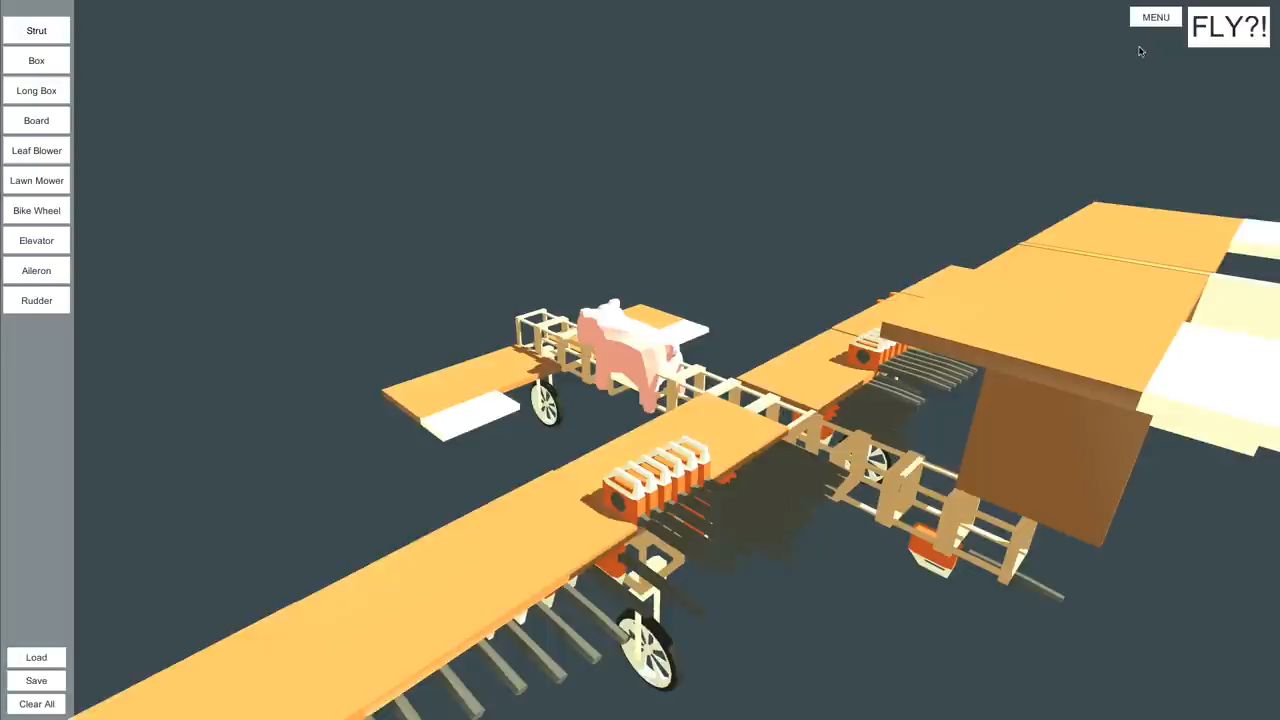 Strut
Box
Long Box
Board
Leaf Blower
Lawn Mower
Bike Wheel
Elevator
Aileron
Rudder
Load
Save
Clear All
MENU
FLY?!